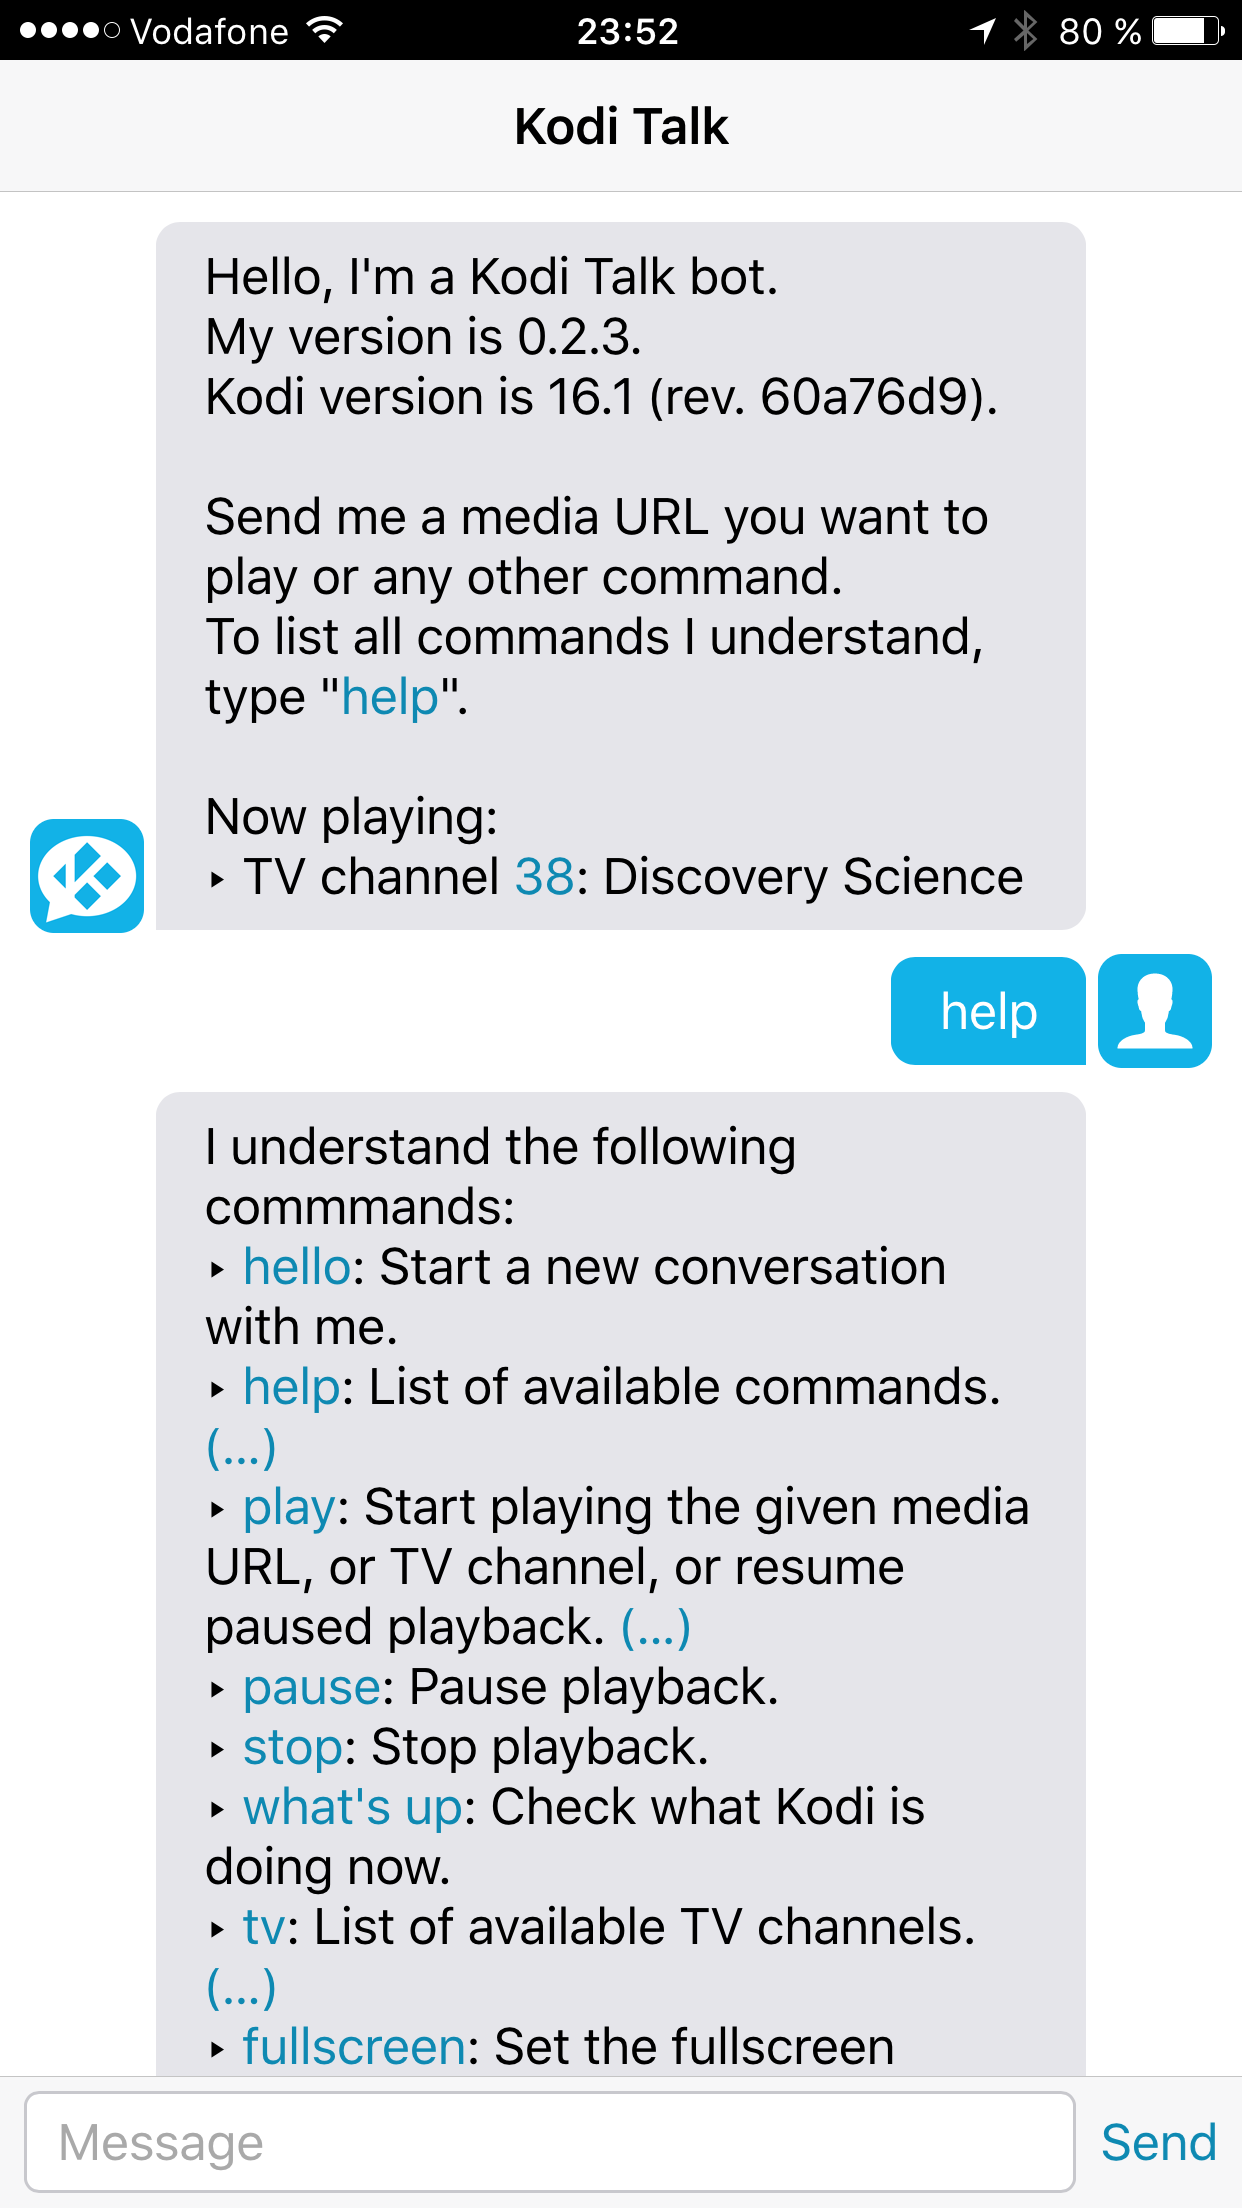 Vodafone 23:52 80 %
Kodi Talk
Hello, I'm a Kodi Talk bot.
My version is 0.2.3.
Kodi version is 16.1 (rev. 60a76d9).
Send me a media URL you want to
play or any other command.
To list all commands I understand,
type "help".
Now playing:
‣ TV channel 38: Discovery Science
help
I understand the following
commmands:
‣ hello: Start a new conversation
with me.
‣ help: List of available commands.
(...)
‣ play: Start playing the given media
URL, or TV channel, or resume
paused playback. (...)
‣ pause: Pause playback.
‣ stop: Stop playback.
‣ what's up: Check what Kodi is
doing now.
‣ tv: List of available TV channels.
(...)
‣ fullscreen: Set the fullscreen
Message Send